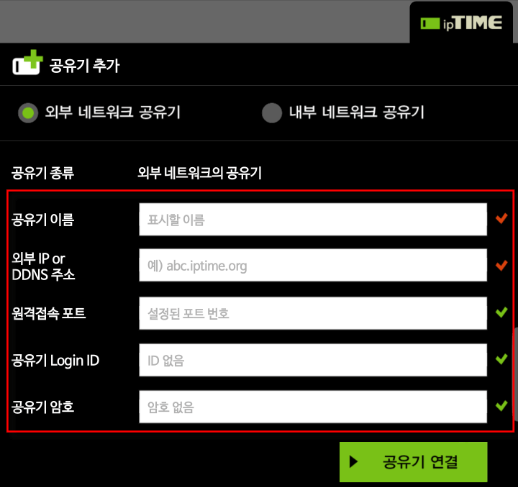 ipTIME
공유기 추가
외부 네트워크 공유기
내부 네트워크 공유기
공유기 종류
외부 네트워크의 공유기
공유기 이름
표시할 이름
외부 IP or
DDNS 주소
예) abc.iptime.org
원격접속 포트
설정된 포트 번호
공유기 Login ID
ID 없음
공유기 암호
암호 없음
공유기 연결